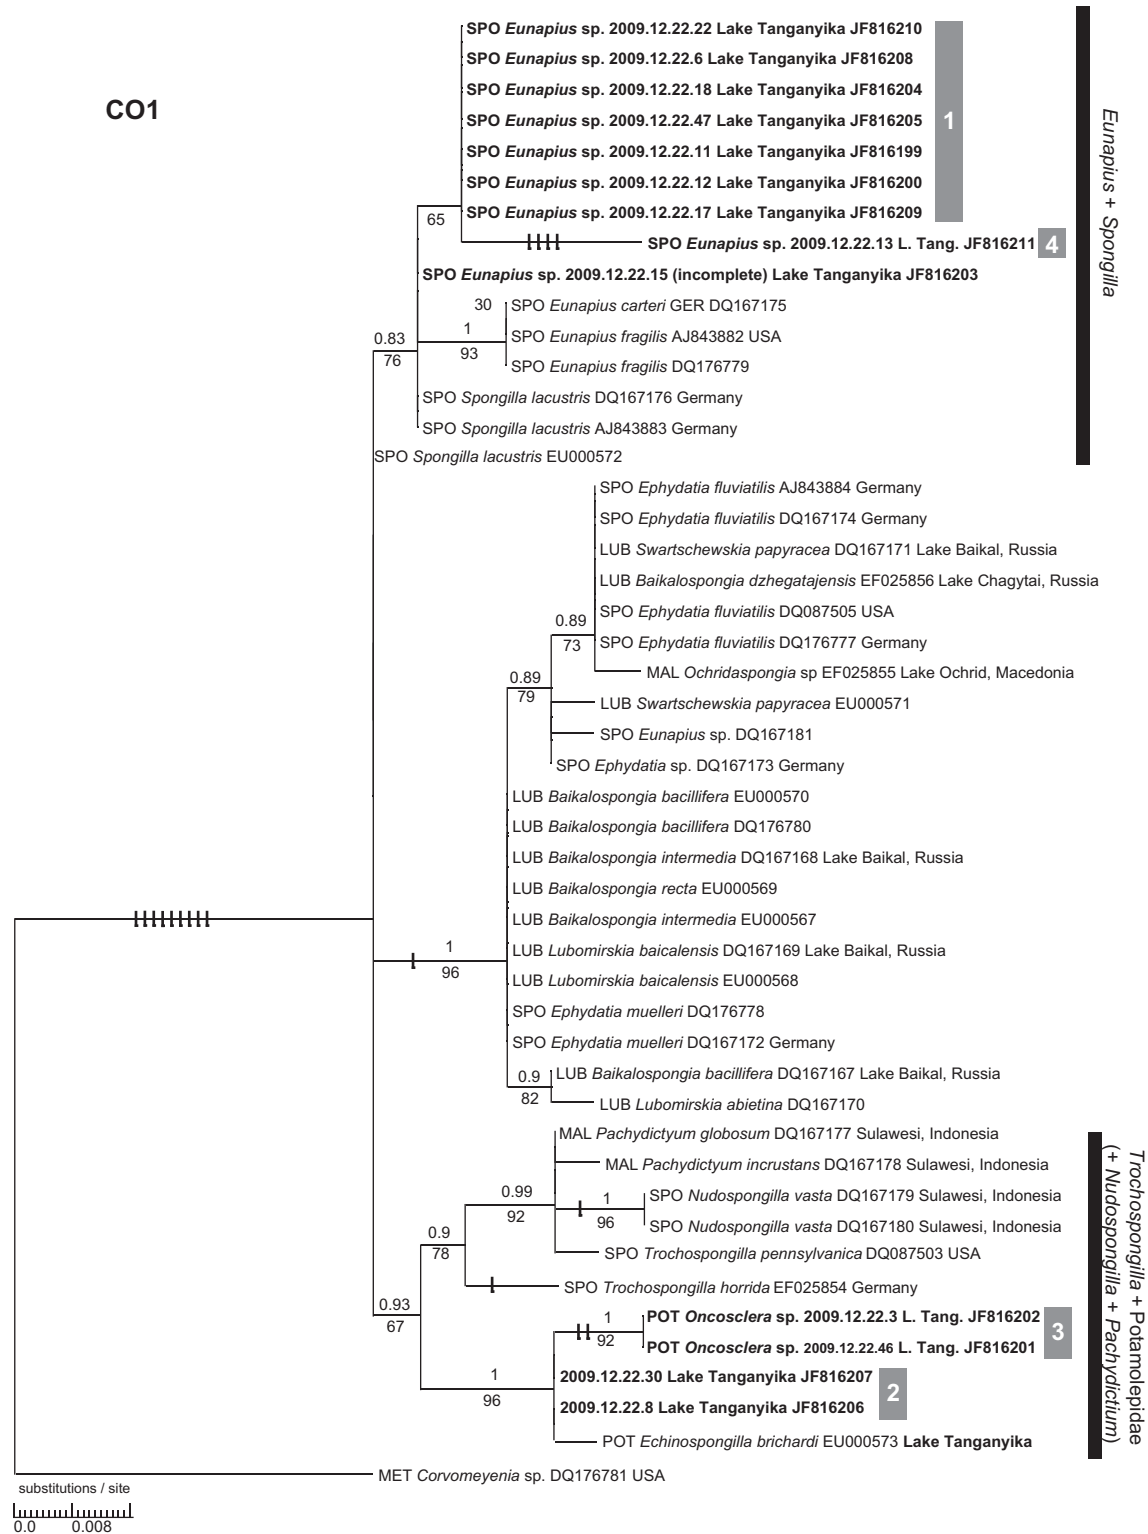 CO1
SPO Eunapius sp. 2009.12.22.22 Lake Tanganyika JF816210
SPO Eunapius sp. 2009.12.22.6 Lake Tanganyika JF816208
SPO Eunapius sp. 2009.12.22.18 Lake Tanganyika JF816204
SPO Eunapius sp. 2009.12.22.47 Lake Tanganyika JF816205
1
SPO Eunapius sp. 2009.12.22.11 Lake Tanganyika JF816199
SPO Eunapius sp. 2009.12.22.12 Lake Tanganyika JF816200
SPO Eunapius sp. 2009.12.22.17 Lake Tanganyika JF816209
65
SPO Eunapius sp. 2009.12.22.13 L. Tang. JF816211
4
SPO Eunapius sp. 2009.12.22.15 (incomplete) Lake Tanganyika JF816203
30
SPO Eunapius carteri GER DQ167175
1
93
SPO Eunapius fragilis AJ843882 USA
0.83
76
SPO Eunapius fragilis DQ176779
SPO Spongilla lacustris DQ167176 Germany
SPO Spongilla lacustris AJ843883 Germany
SPO Spongilla lacustris EU000572
Eunapius + Spongilla
SPO Ephydatia fluviatilis AJ843884 Germany
SPO Ephydatia fluviatilis DQ167174 Germany
LUB Swartschewskia papyracea DQ167171 Lake Baikal, Russia
LUB Baikalospongia dzhegatajensis EF025856 Lake Chagytai, Russia
SPO Ephydatia fluviatilis DQ087505 USA
0.89
73
SPO Ephydatia fluviatilis DQ176777 Germany
MAL Ochridaspongia sp EF025855 Lake Ochrid, Macedonia
0.89
79
LUB Swartschewskia papyracea EU000571
SPO Eunapius sp. DQ167181
SPO Ephydatia sp. DQ167173 Germany
LUB Baikalospongia bacillifera EU000570
LUB Baikalospongia bacillifera DQ176780
LUB Baikalospongia intermedia DQ167168 Lake Baikal, Russia
LUB Baikalospongia recta EU000569
LUB Baikalospongia intermedia EU000567
1
96
LUB Lubomirskia baicalensis DQ167169 Lake Baikal, Russia
LUB Lubomirskia baicalensis EU000568
SPO Ephydatia muelleri DQ176778
SPO Ephydatia muelleri DQ167172 Germany
0.9
82
LUB Baikalospongia bacillifera DQ167167 Lake Baikal, Russia
LUB Lubomirskia abietina DQ167170
MAL Pachydictyum globosum DQ167177 Sulawesi, Indonesia
MAL Pachydictyum incrustans DQ167178 Sulawesi, Indonesia
0.99
92
1
96
SPO Nudospongilla vasta DQ167179 Sulawesi, Indonesia
SPO Nudospongilla vasta DQ167180 Sulawesi, Indonesia
0.9
78
SPO Trochospongilla pennsylvanica DQ087503 USA
SPO Trochospongilla horrida EF025854 Germany
0.93
67
1
92
POT Oncosclera sp. 2009.12.22.3 L. Tang. JF816202
POT Oncosclera sp. 2009.12.22.46 L. Tang. JF816201
3
1
96
2009.12.22.30 Lake Tanganyika JF816207
2009.12.22.8 Lake Tanganyika JF816206
2
POT Echinospongilla brichardi EU000573 Lake Tanganyika
Trochospongilla + Potamolepidae
(+ Nudospongilla + Pachydictium)
MET Corvomeyenia sp. DQ176781 USA
substitutions / site
0.0 0.008